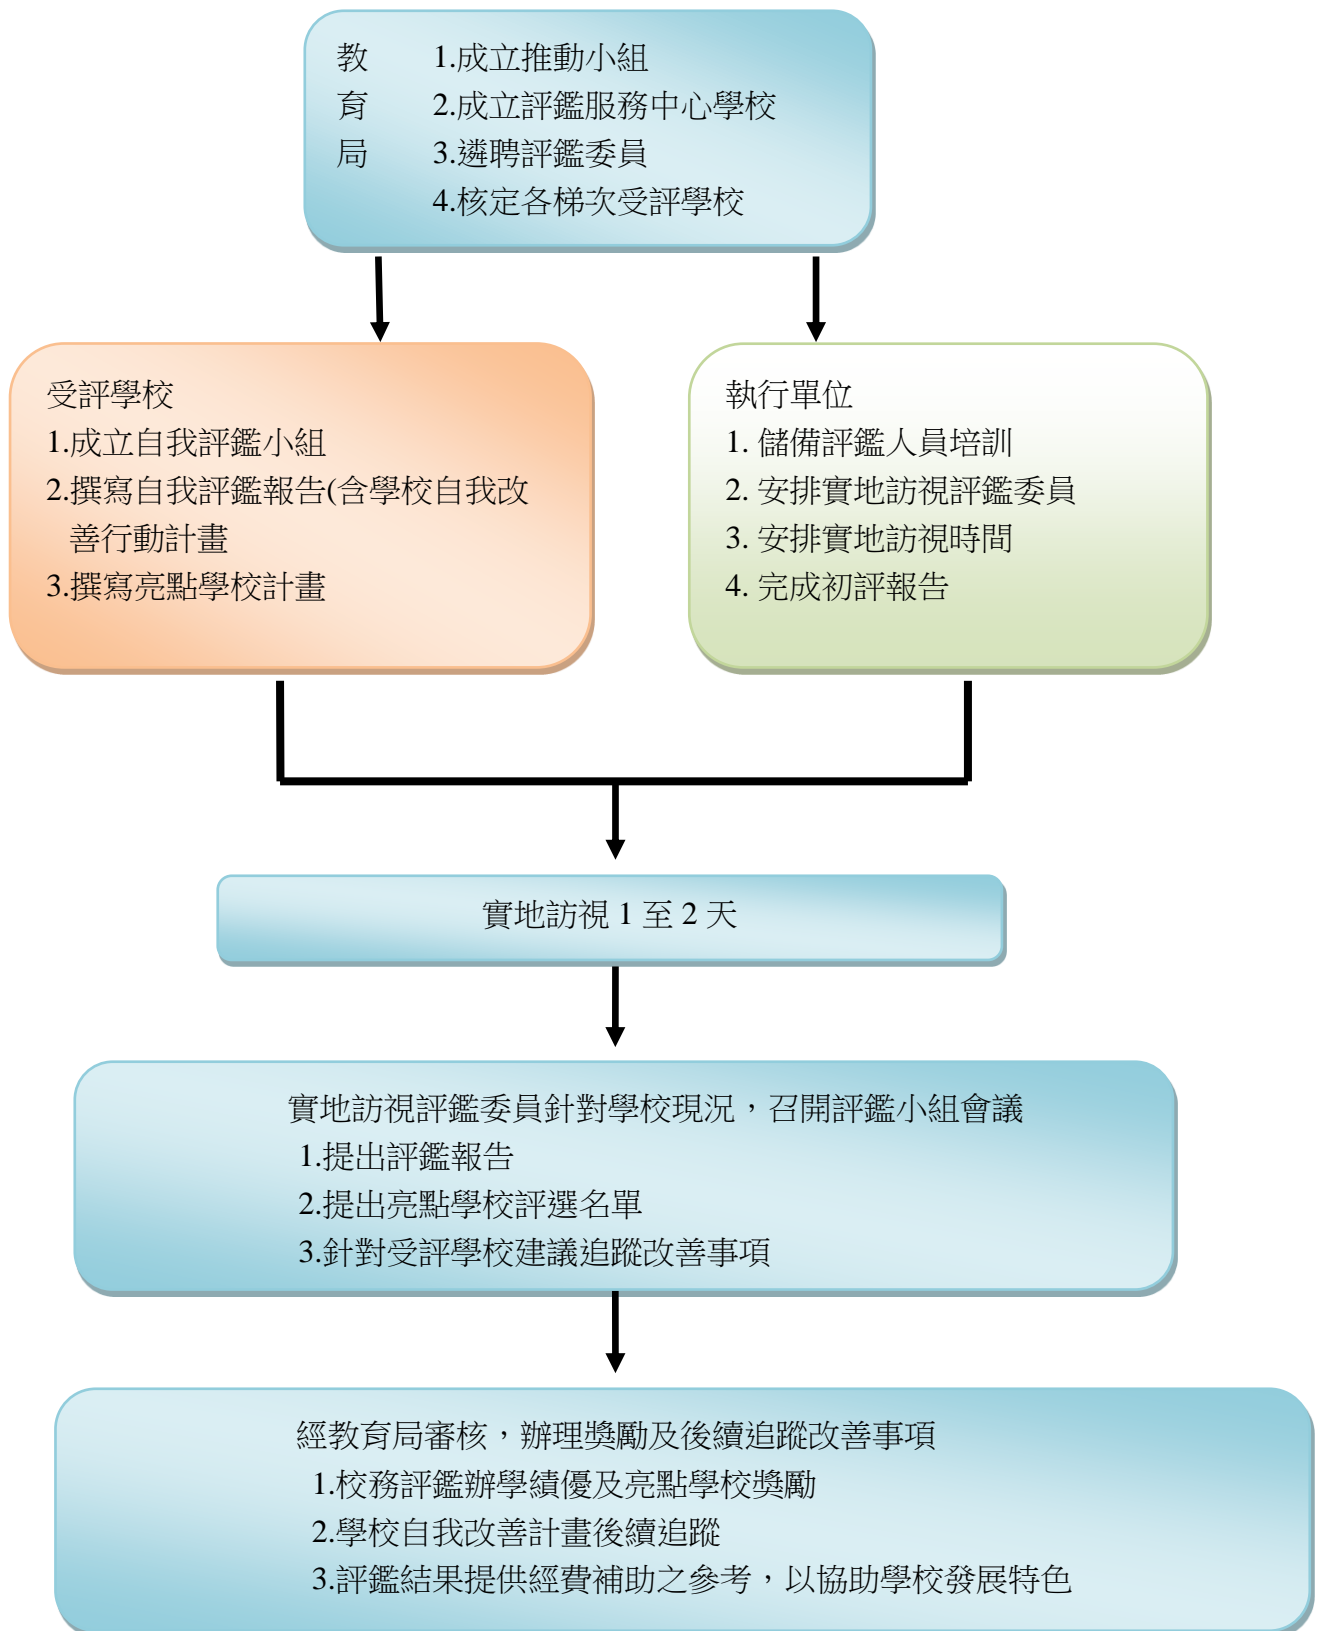 教 1.成立推動小組
育 2.成立評鑑服務中心學校
局 3.遴聘評鑑委員
4.核定各梯次受評學校
受評學校
1.成立自我評鑑小組
2.撰寫自我評鑑報告(含學校自我改
善行動計畫
3.撰寫亮點學校計畫
執行單位
1. 儲備評鑑人員培訓
2. 安排實地訪視評鑑委員
3. 安排實地訪視時間
4. 完成初評報告
實地訪視 1 至 2 天
實地訪視評鑑委員針對學校現況，召開評鑑小組會議
1.提出評鑑報告
2.提出亮點學校評選名單
3.針對受評學校建議追蹤改善事項
經教育局審核，辦理獎勵及後續追蹤改善事項
1.校務評鑑辦學績優及亮點學校獎勵
2.學校自我改善計畫後續追蹤
3.評鑑結果提供經費補助之參考，以協助學校發展特色